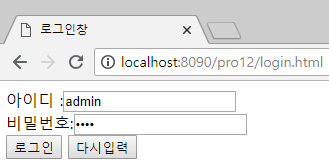 로그인창
localhost:8090/pro12/login.html
아이디 :admin
비밀번호:••••
로그인 다시입력